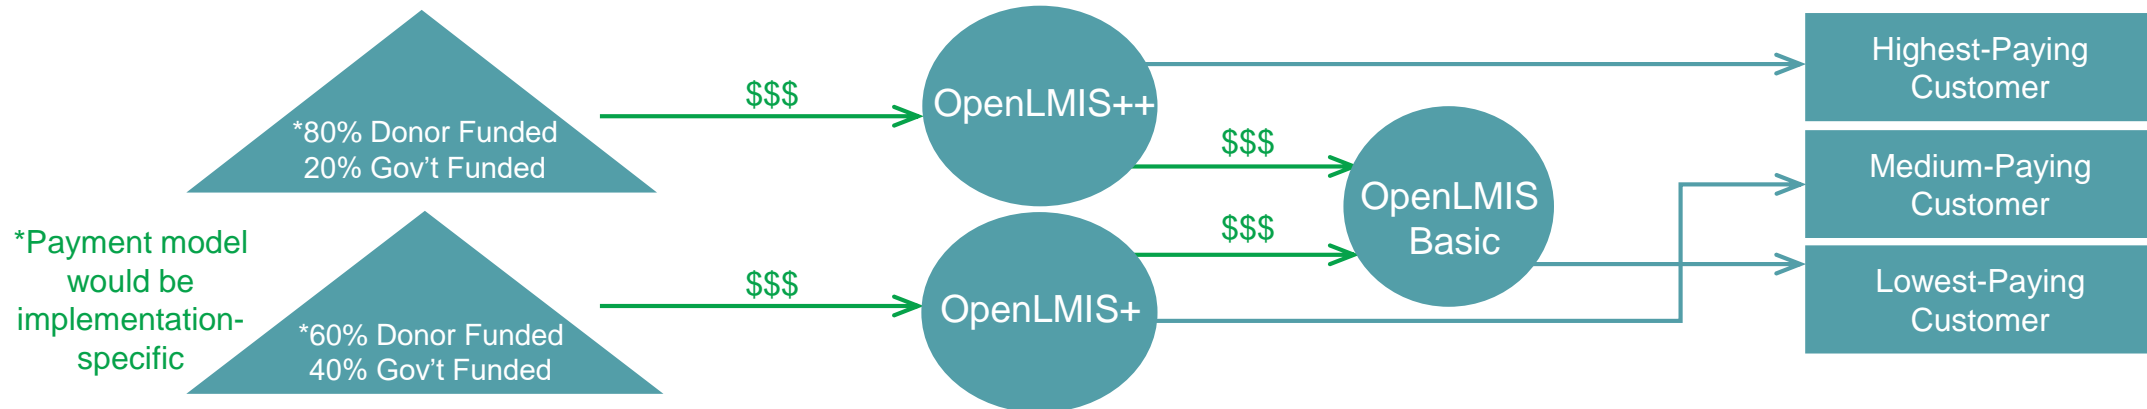 *80% Donor Funded
20% Gov't Funded
$$$
OpenLMIS++
Highest-Paying
Customer
$$$
OpenLMIS
Basic
Medium-Paying
Customer
*Payment model
would be
implementation-
specific
*60% Donor Funded
40% Gov't Funded
$$$
OpenLMIS+
$$$
Lowest-Paying
Customer